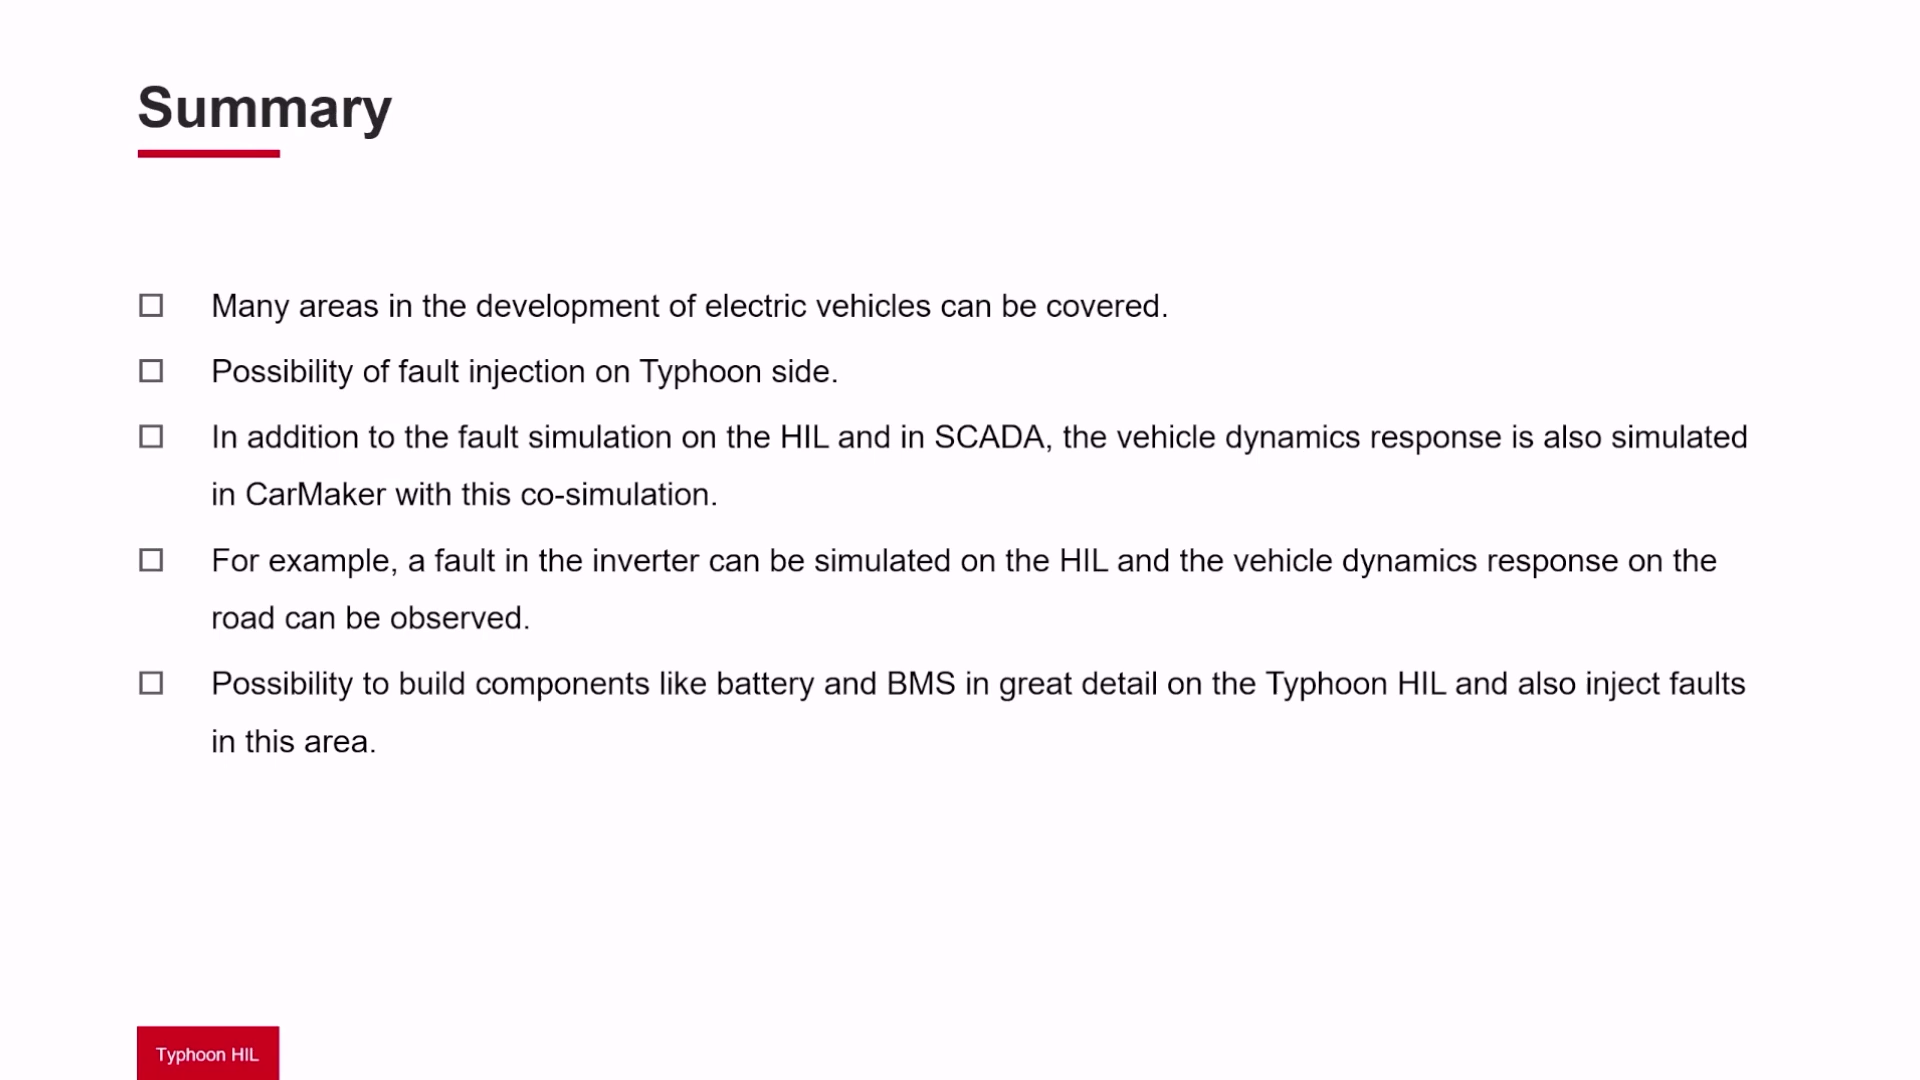 Summary
Many areas in the development of electric vehicles can be covered.
Possibility of fault injection on Typhoon side.
In addition to the fault simulation on the HIL and in SCADA, the vehicle dynamics response is also simulated
in CarMaker with this co-simulation.
For example, a fault in the inverter can be simulated on the HIL and the vehicle dynamics response on the
road can be observed.
Possibility to build components like battery and BMS in great detail on the Typhoon HIL and also inject faults
in this area.
Typhoon HIL